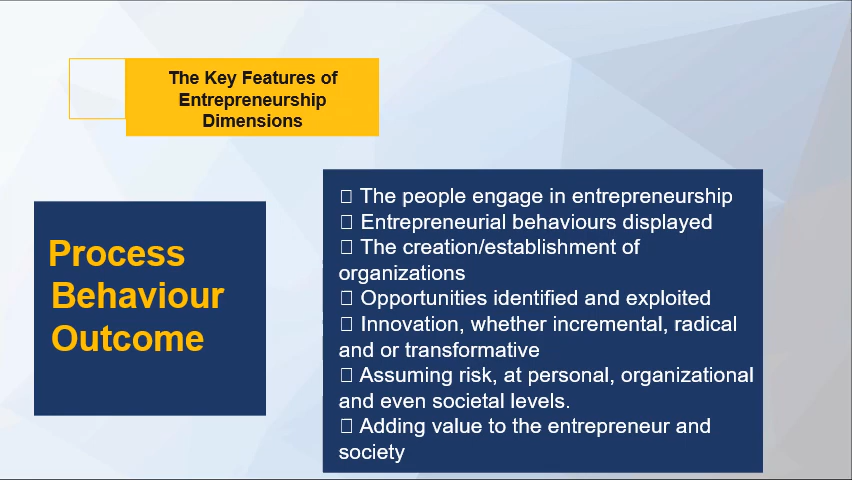 The Key Features of
Entrepreneurship
Dimensions
Process
Behaviour
Outcome
▯ The people engage in entrepreneurship
▯ Entrepreneurial behaviours displayed
▯ The creation/establishment of
organizations
▯ Opportunities identified and exploited
▯ Innovation, whether incremental, radical
and or transformative
▯ Assuming risk, at personal, organizational
and even societal levels.
▯ Adding value to the entrepreneur and
society